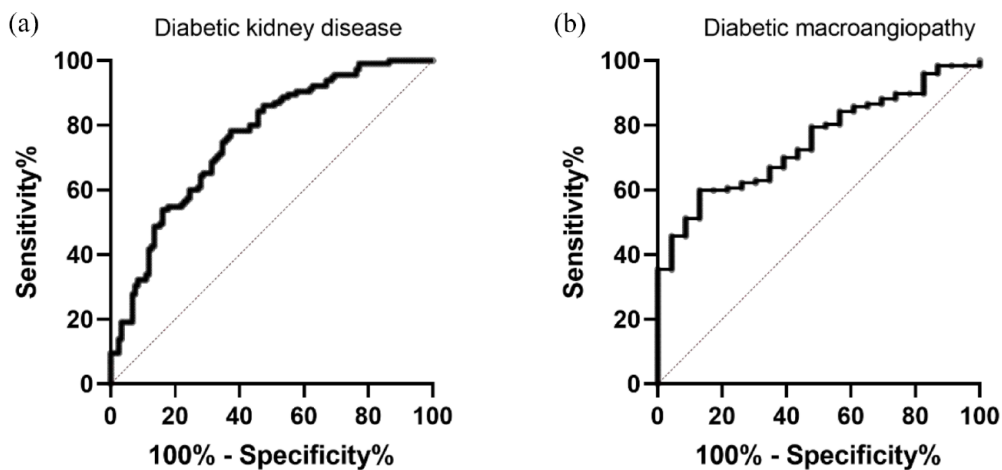 (a)
Diabetic kidney disease
100
80
60
40
20
0
Sensitivity%
0 20 40 60 80 100
100% - Specificity%
(b)
Diabetic macroangiopathy
100
80
60
40
20
0
Sensitivity%
0 20 40 60 80 100
100% - Specificity%